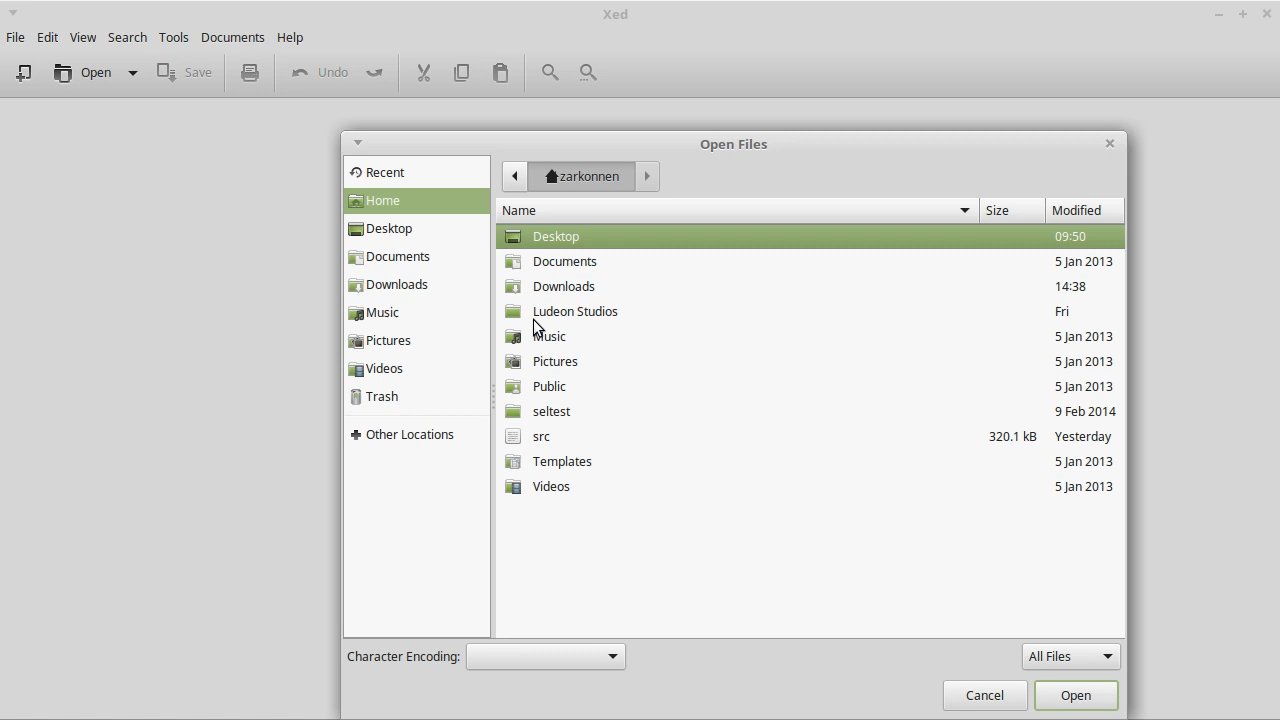 Xed
File Edit View Search Tools Documents Help
Open Save Undo
Open Files
Recent
Home
Desktop
Documents
Downloads
Music
Pictures
Videos
Trash
Other Locations
zarkonnen
Name Size Modified
Desktop 09:50
Documents 5 Jan 2013
Downloads 14:38
Ludeon Studios Fri
Music 5 Jan 2013
Pictures 5 Jan 2013
Public 5 Jan 2013
seltest 9 Feb 2014
src 320.1 kB Yesterday
Templates 5 Jan 2013
Videos 5 Jan 2013
Character Encoding: All Files
Cancel Open